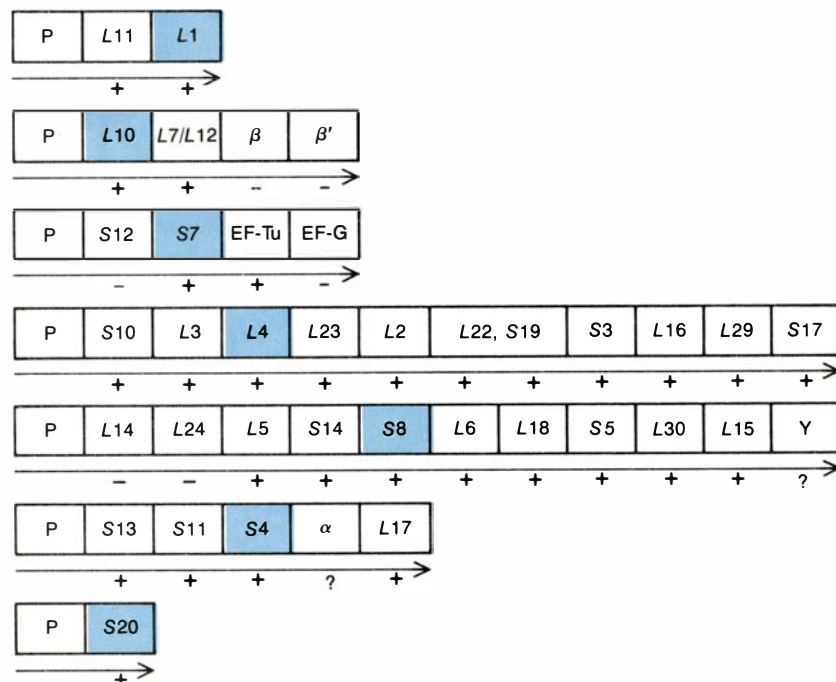 P L11 L1
+ +
P L10 L7/L12 β β′
+ + – –
P S12 S7 EF-Tu EF-G
– + + –
P S10 L3 L4 L23 L2 L22, S19 S3 L16 L29 S17
+ + + + + + + + + + +
P L14 L24 L5 S14 S8 L6 L18 S5 L30 L15 Y
– – + + + + + + + + ?
P S13 S11 S4 α L17
+ + + ? +
P S20
+